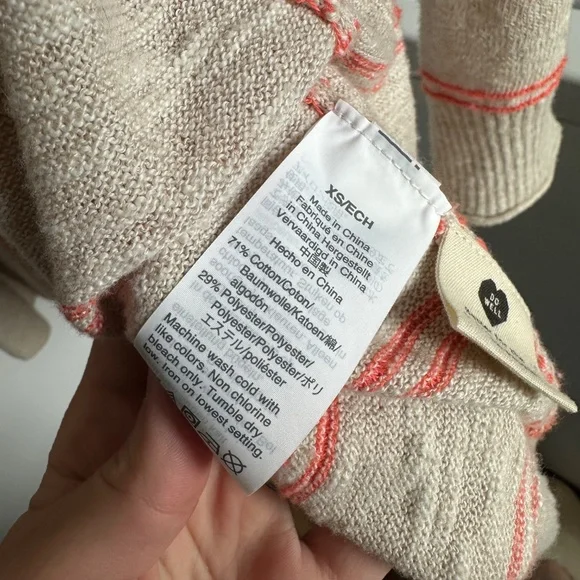 XS/ECH
Made in China
Fabriqué en Chine
in China Hergestellt
Vervaardigd in China
中国製
Hecho en China
71% Cotton/Coton/
Baumwolle/Katoen/綿/
algodón
29% Polyester/Polyester/
Polyester/Polyester/ポリ
エステル/poliéster
Machine wash cold with
like colors. Non chlorine
bleach only. Tumble dry
low. Iron on lowest setting.
DO
WELL